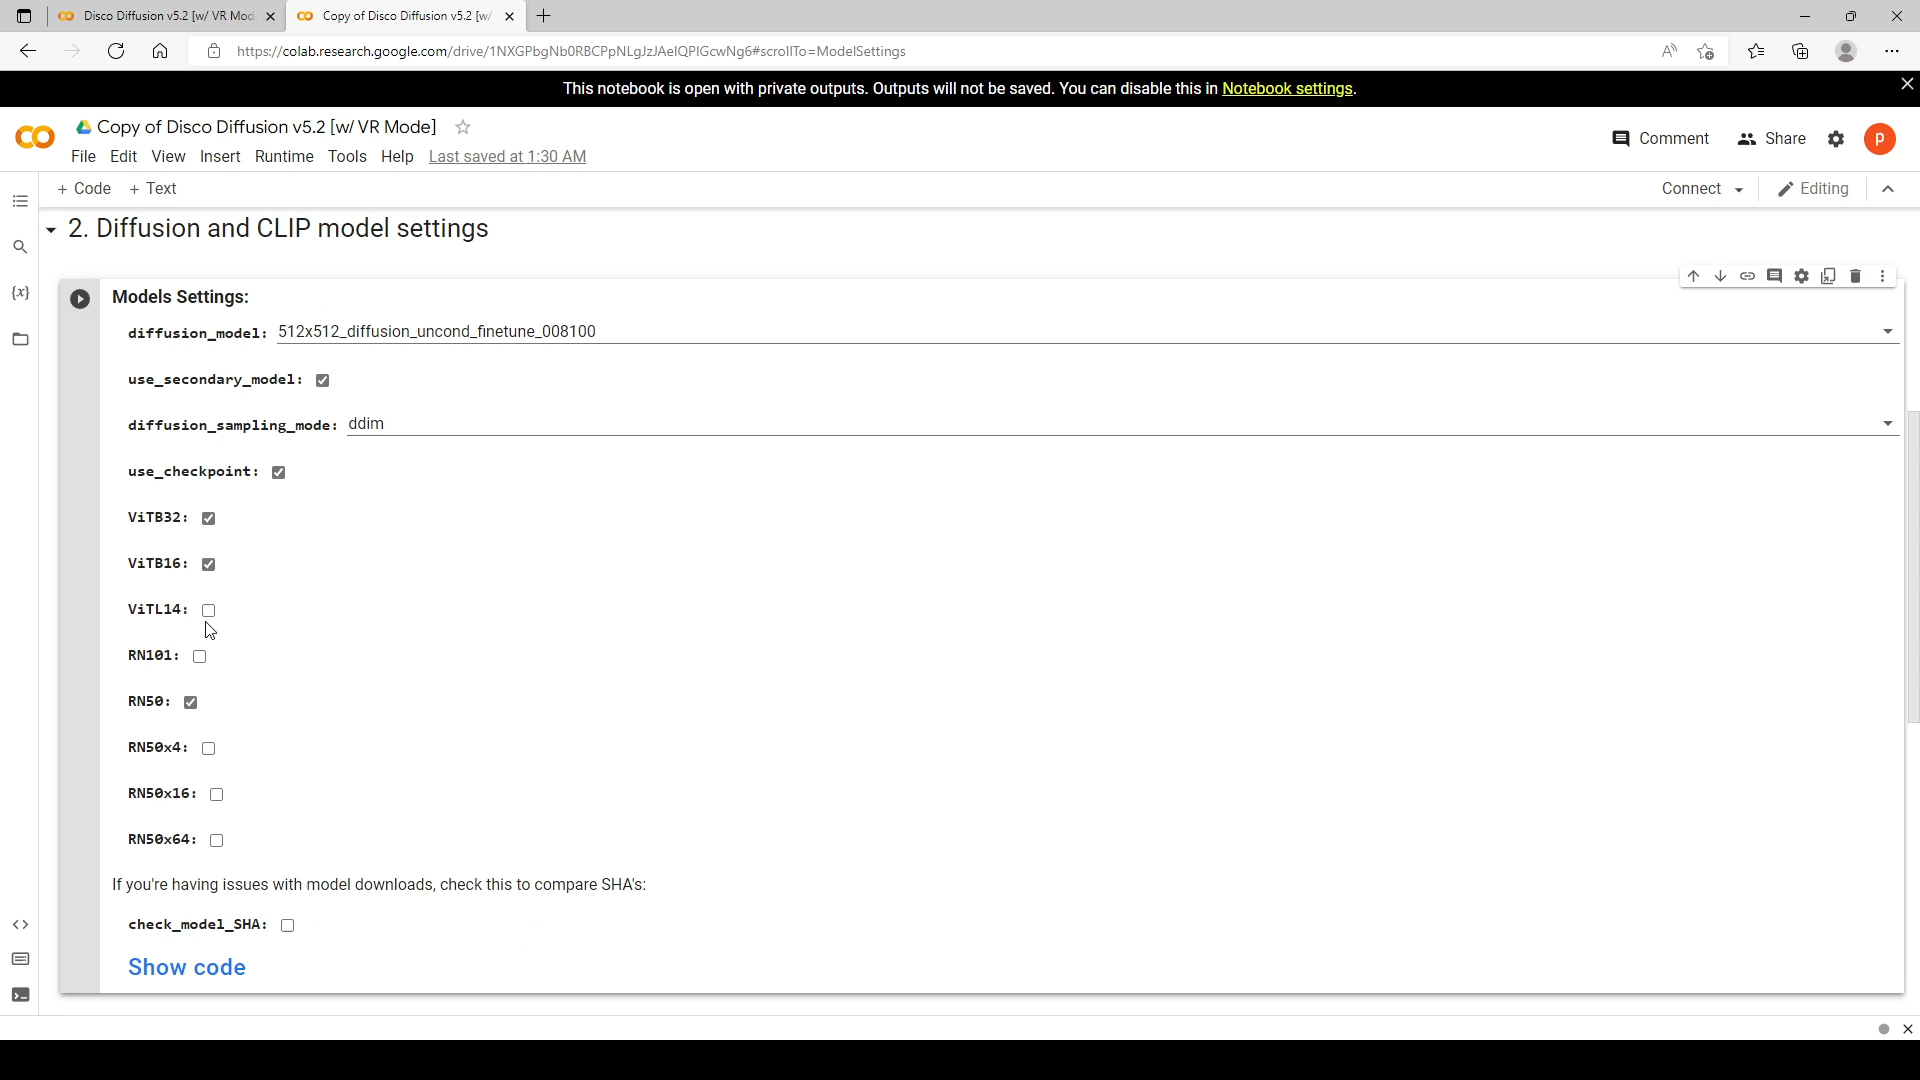 Disco Diffusion v5.2 [w/ VR Mod
Copy of Disco Diffusion v5.2 [w/
https://colab.research.google.com/drive/1NXGPbgNb0RBCPpNLgJzJAeIQPIGcwNg6#scrollTo=ModelSettings
This notebook is open with private outputs. Outputs will not be saved. You can disable this in Notebook settings.
Copy of Disco Diffusion v5.2 [w/ VR Mode]
File Edit View Insert Runtime Tools Help Last saved at 1:30 AM
Comment Share P
+ Code + Text
Connect Editing
2. Diffusion and CLIP model settings
Models Settings:
diffusion_model: 512x512_diffusion_uncond_finetune_008100
use_secondary_model:
diffusion_sampling_mode: ddim
use_checkpoint:
ViTB32:
ViTB16:
ViTL14:
RN101:
RN50:
RN50x4:
RN50x16:
RN50x64:
If you're having issues with model downloads, check this to compare SHA's:
check_model_SHA:
Show code